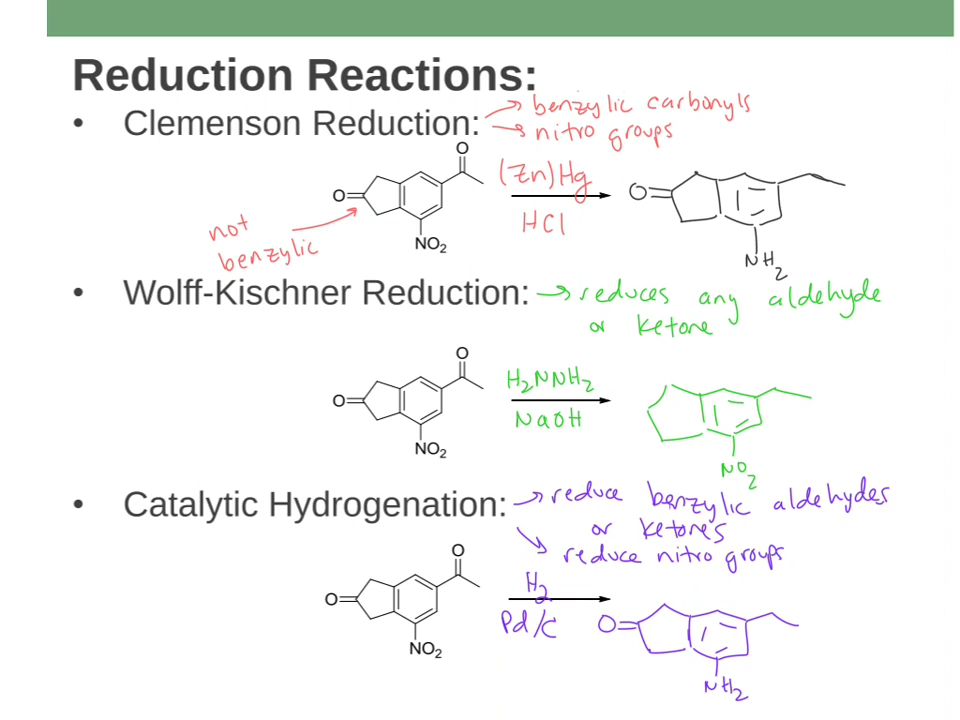 Reduction Reactions:
• Clemenson Reduction: → benzylic carbonyls
→ nitro groups
O
O
NO2
(Zn)Hg
HCl
O
NH2
not
benzylic
• Wolff-Kischner Reduction: → reduces any aldehyde
or ketone
O
O
NO2
H2NNH2
NaOH
NO2
• Catalytic Hydrogenation: → reduce benzylic aldehydes
or ketones
→ reduce nitro groups
O
O
NO2
H2
Pd/C
O
NH2